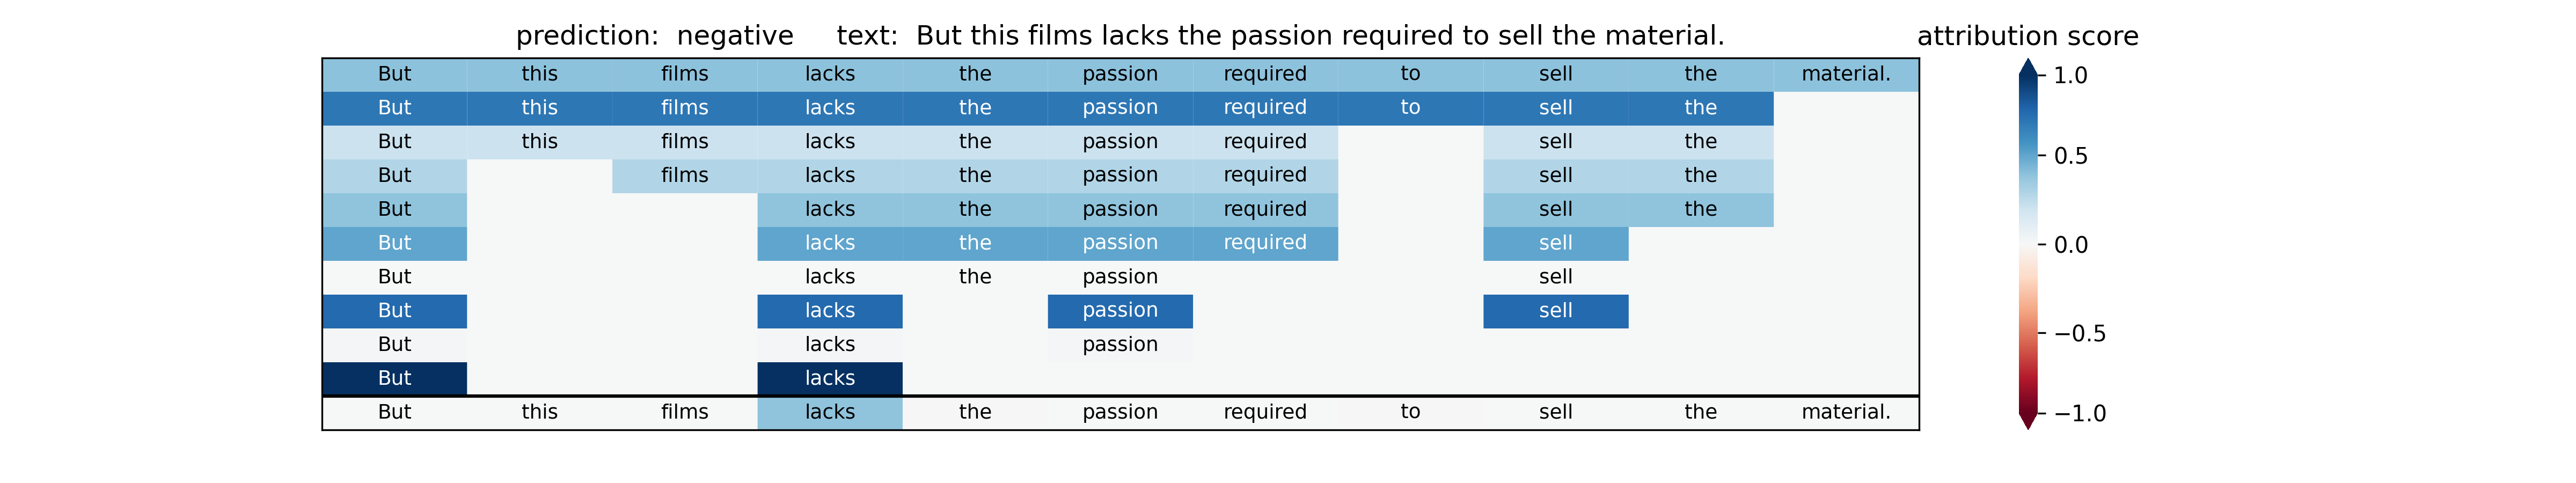 prediction: negative text: But this films lacks the passion required to sell the material. attribution score
But this films lacks the passion required to sell the material. 1.0
But this films lacks the passion required to sell the
But this films lacks the passion required sell the
But films lacks the passion required sell the 0.5
But lacks the passion required sell the
But lacks the passion required sell 0.0
But lacks the passion sell
But lacks passion sell
But lacks passion −0.5
But lacks
But this films lacks the passion required to sell the material. −1.0